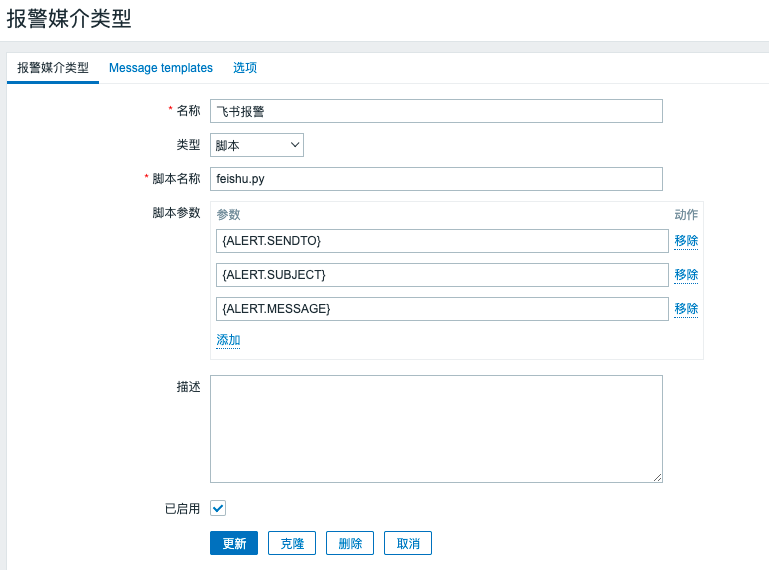 报警媒介类型
报警媒介类型 Message templates 选项
* 名称 飞书报警
类型 脚本
* 脚本名称 feishu.py
脚本参数 参数 动作
{ALERT.SENDTO} 移除
{ALERT.SUBJECT} 移除
{ALERT.MESSAGE} 移除
添加
描述
已启用
更新 克隆 删除 取消